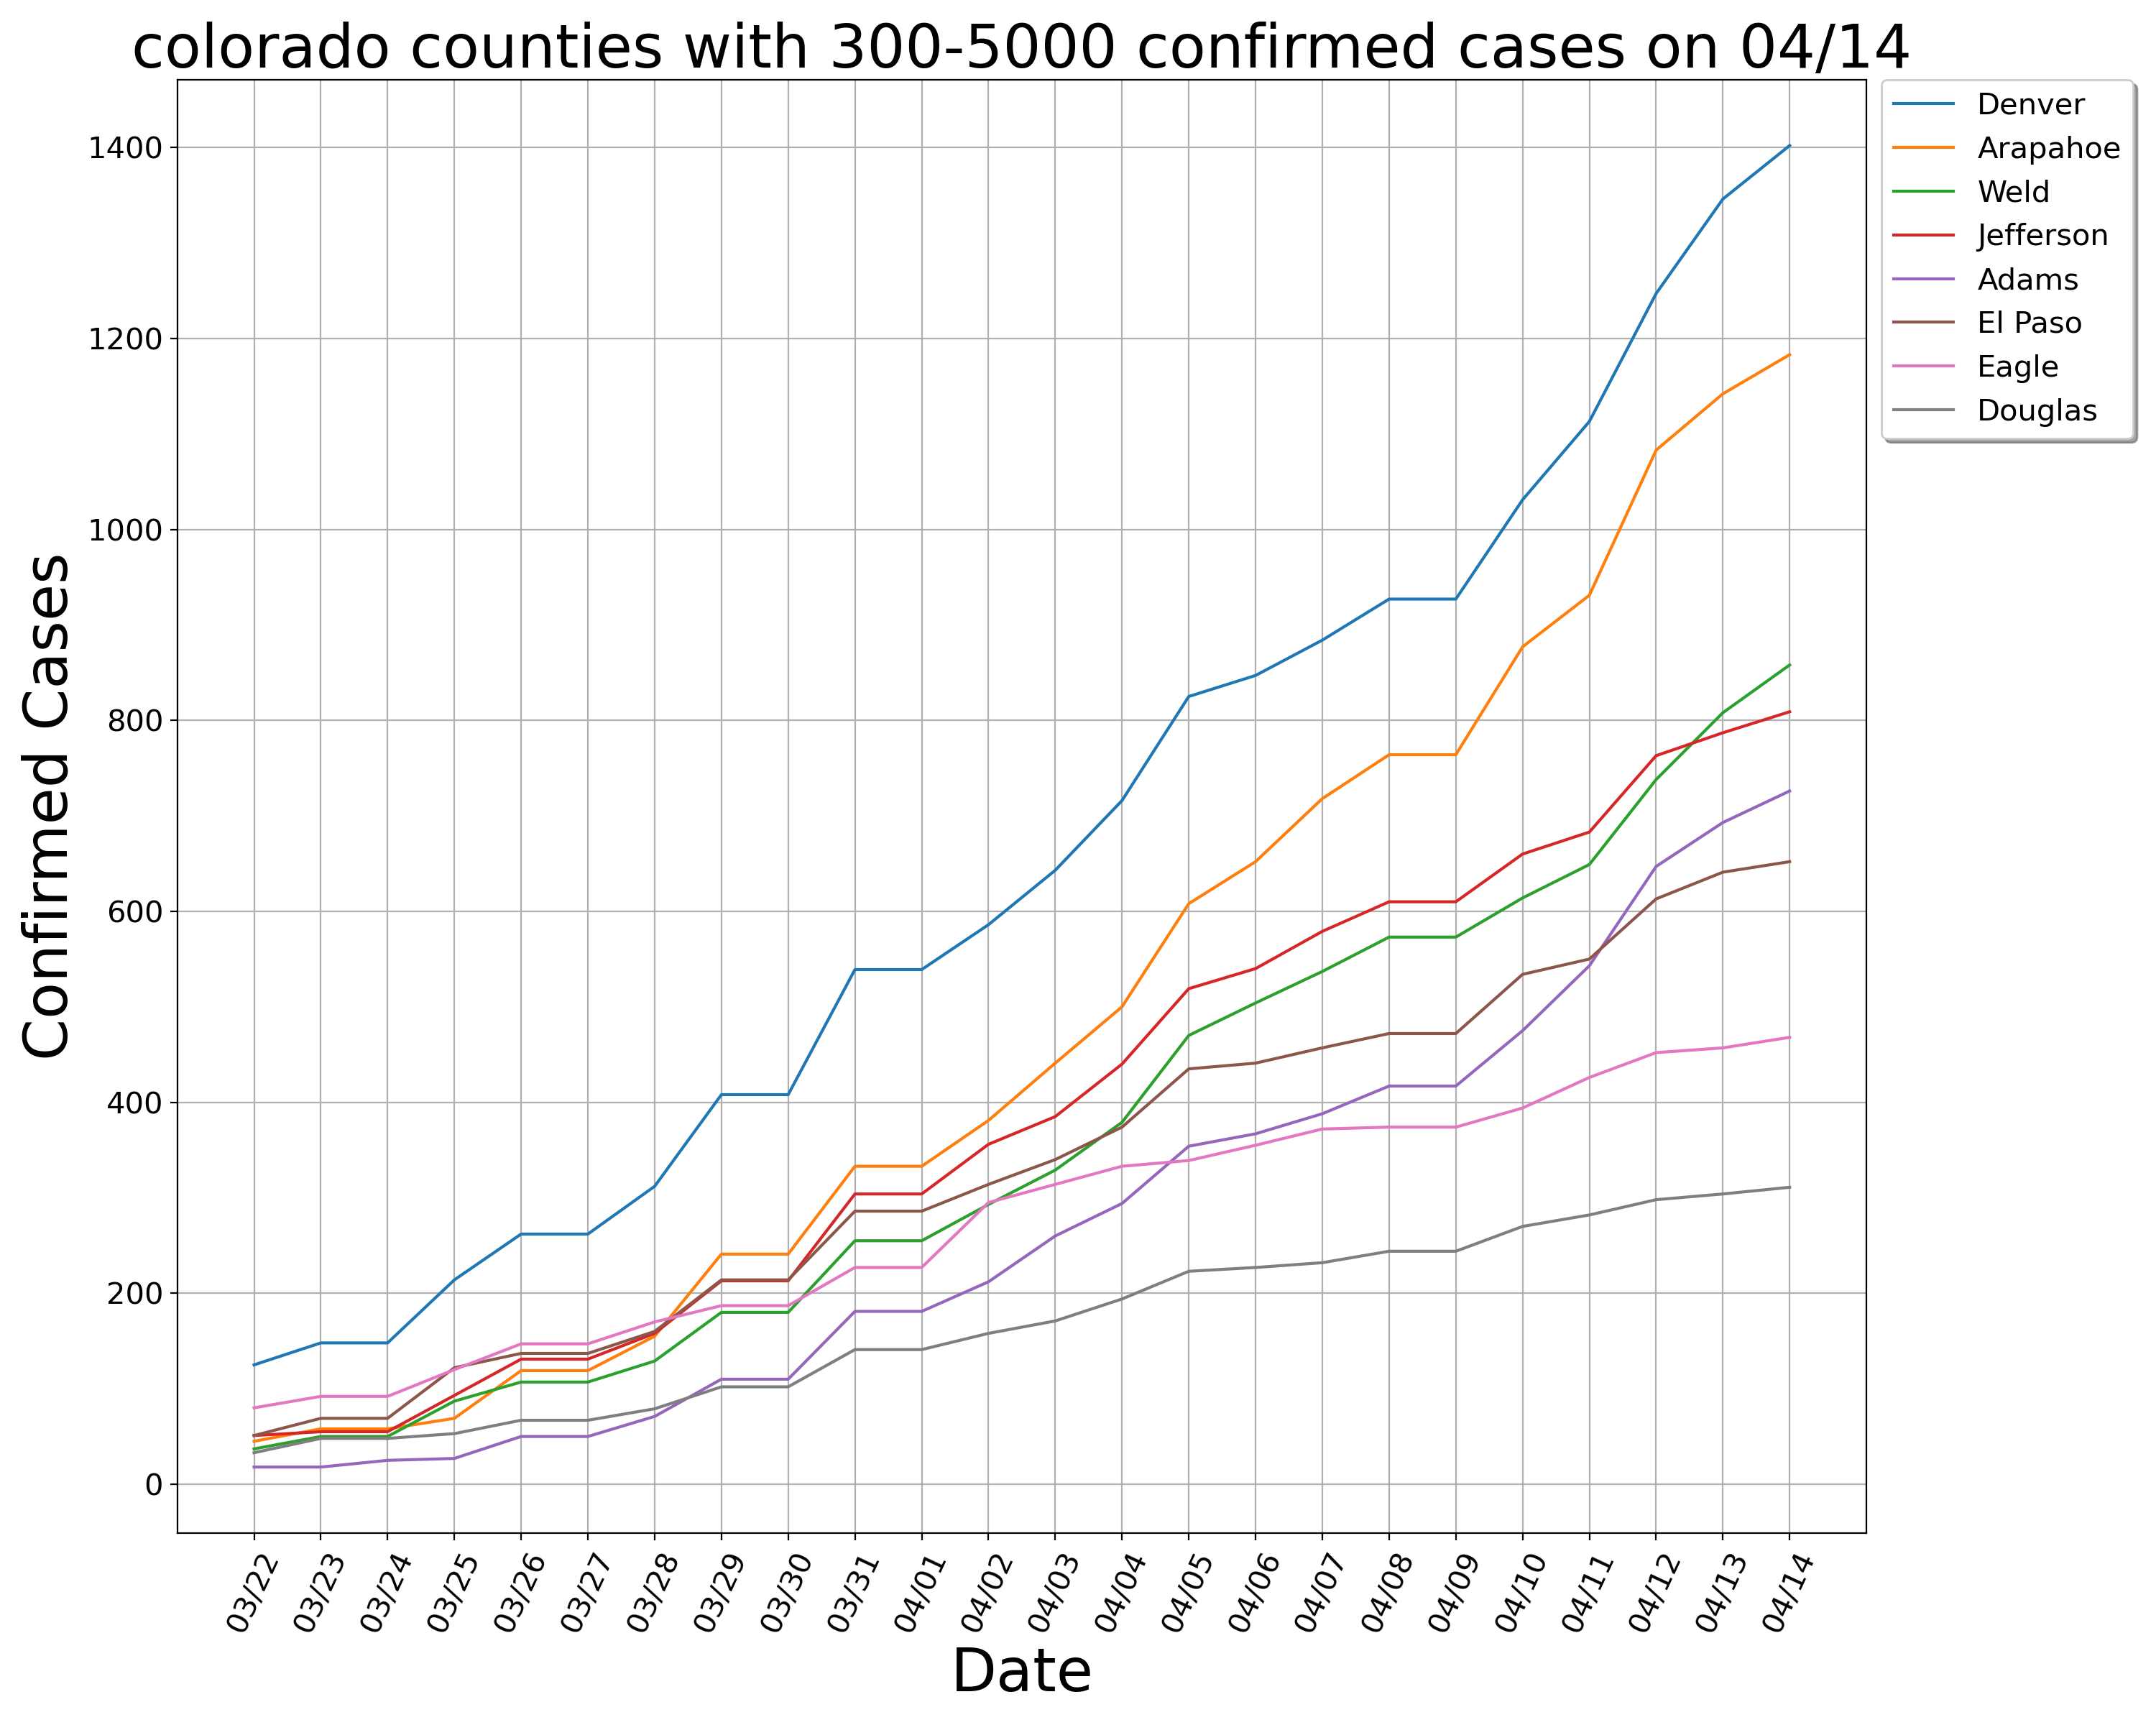 colorado counties with 300-5000 confirmed cases on 04/14
Denver
Arapahoe
Weld
Jefferson
Adams
El Paso
Eagle
Douglas
Confirmed Cases
1400
1200
1000
800
600
400
200
0
03/22
03/23
03/24
03/25
03/26
03/27
03/28
03/29
03/30
03/31
04/01
04/02
04/03
04/04
04/05
04/06
04/07
04/08
04/09
04/10
04/11
04/12
04/13
04/14
Date